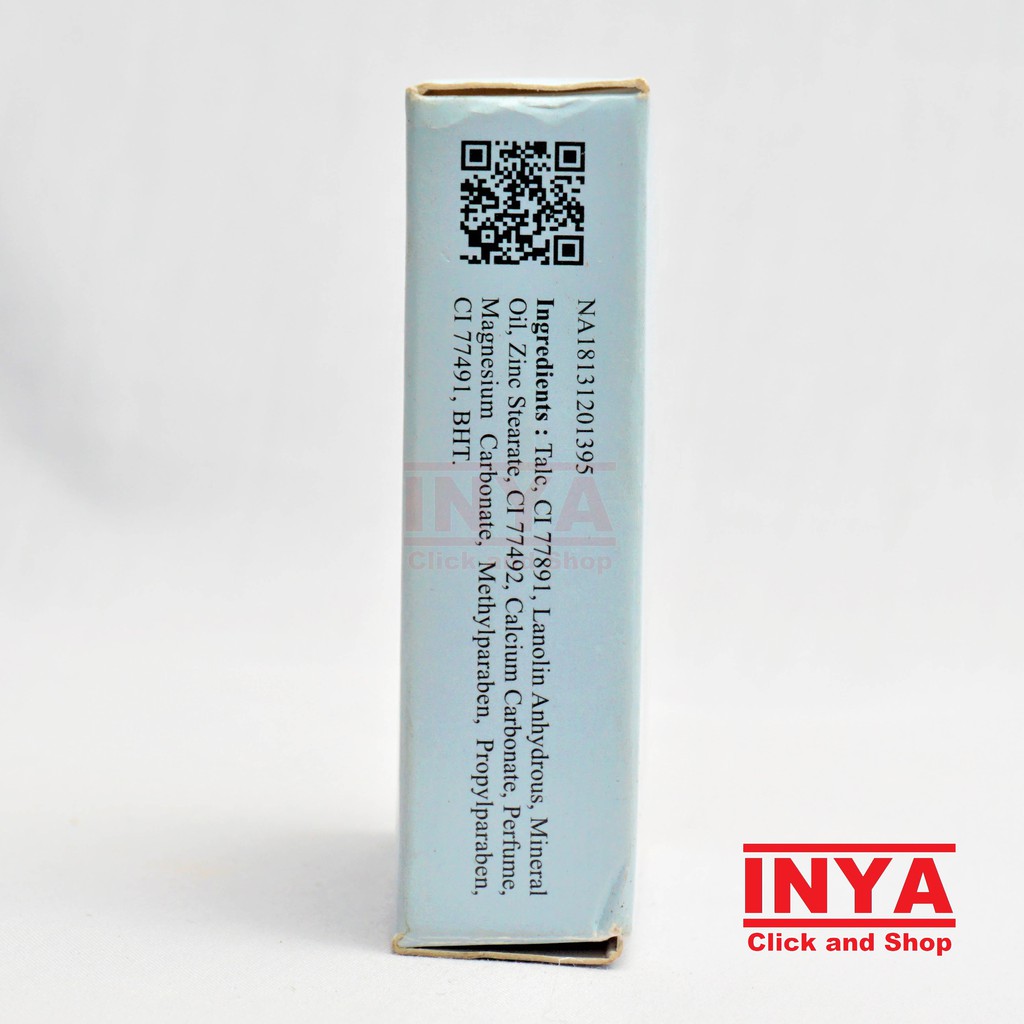 NA18131201395
Ingredients : Talc, CI 77891, Lanolin Anhydrous, Mineral
Oil, Zinc Stearate, CI 77492, Calcium Carbonate, Perfume,
Magnesium Carbonate, Methylparaben, Propylparaben,
CI 77491, BHT.
INYA
Click and Shop
INYA
Click and Shop